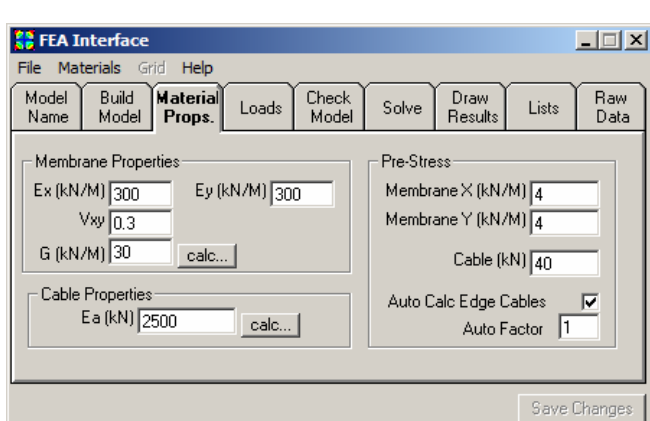 FEA Interface
File Materials Grid Help
Model Name
Build Model
Material Props.
Loads
Check Model
Solve
Draw Results
Lists
Raw Data
Membrane Properties
Ex (kN/M) 300 Ey (kN/M) 300
Vxy 0.3
G (kN/M) 30 calc...
Cable Properties
Ea (kN) 2500 calc...
Pre-Stress
Membrane X (kN/M) 4
Membrane Y (kN/M) 4
Cable (kN) 40
Auto Calc Edge Cables
Auto Factor 1
Save Changes